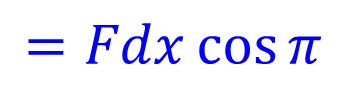 = Fdx cos π